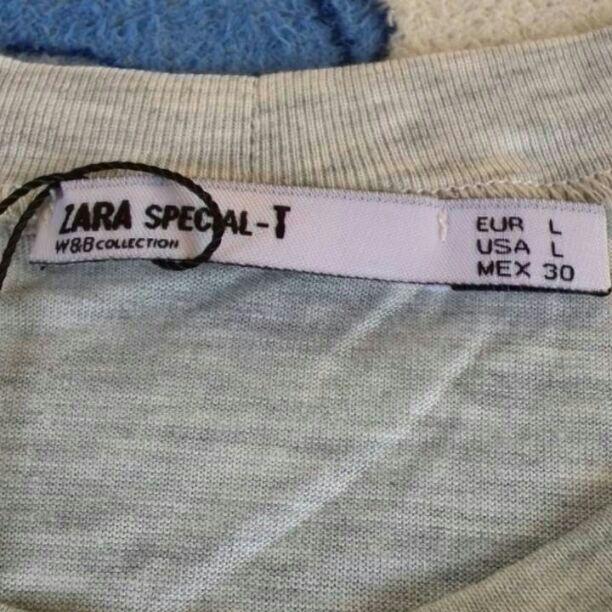 ZARA SPECIAL-T
W&B COLLECTION
EUR L
USA L
MEX 30